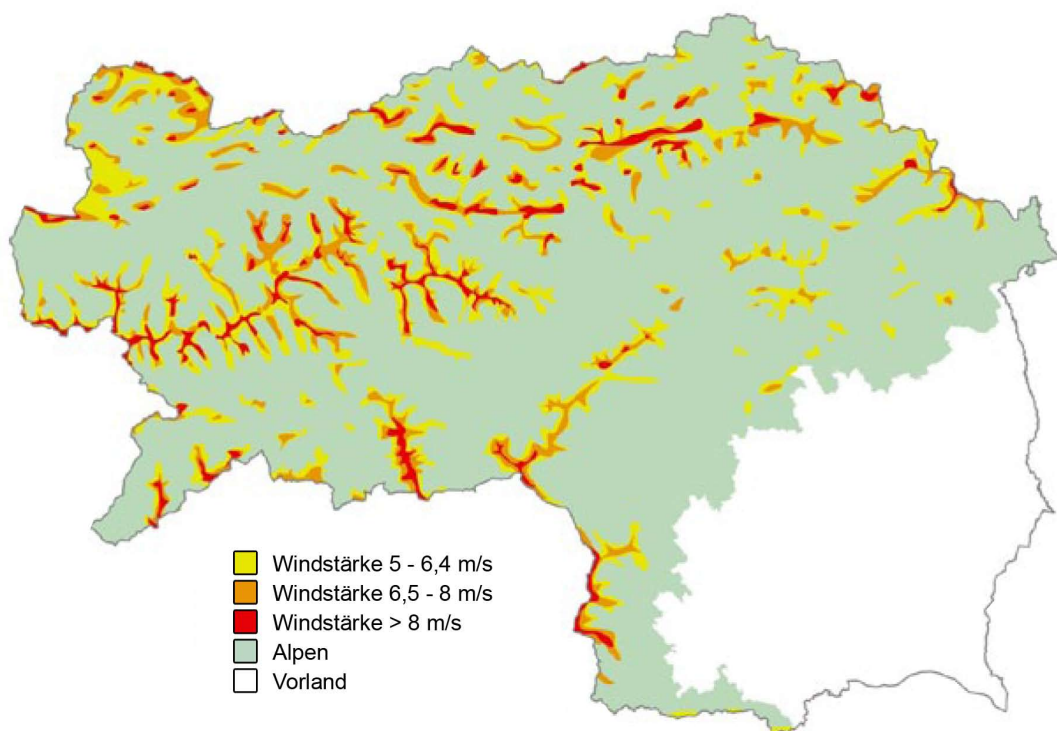 Windstärke 5 - 6,4 m/s
Windstärke 6,5 - 8 m/s
Windstärke > 8 m/s
Alpen
Vorland